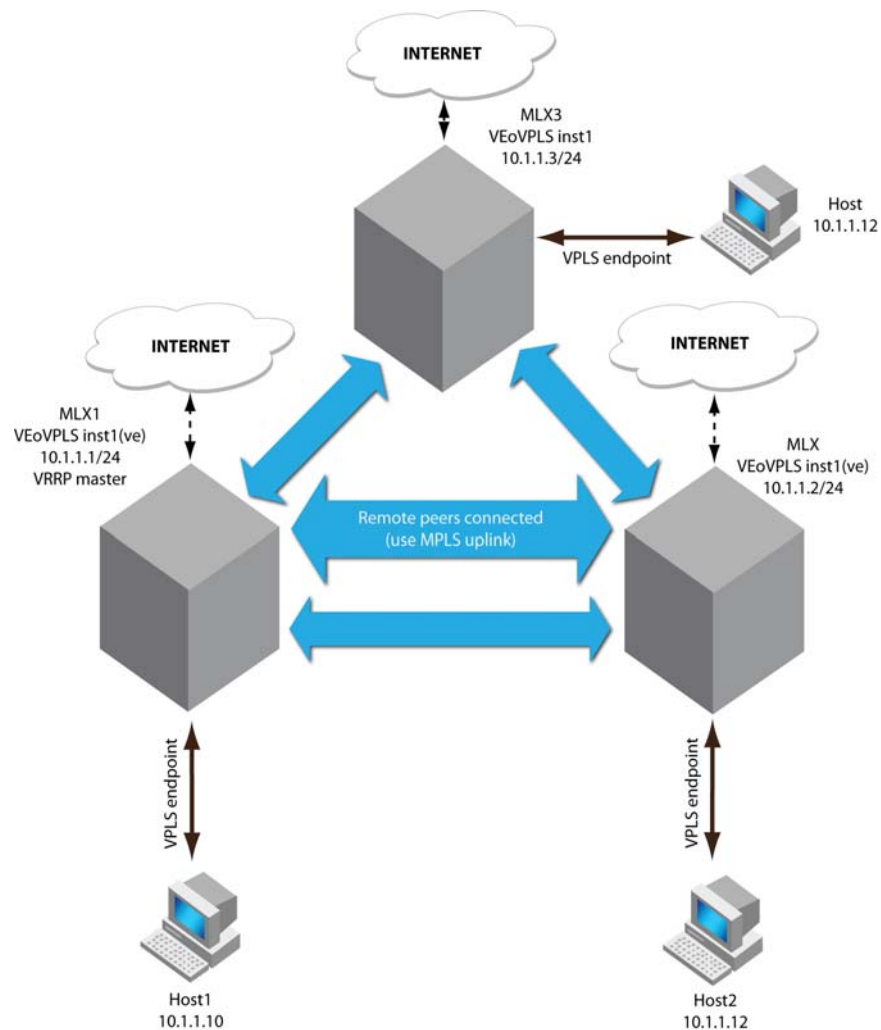 INTERNET
MLX3
VEoVPLS inst1
10.1.1.3/24
Host
10.1.1.12
VPLS endpoint
INTERNET
INTERNET
MLX1
VEoVPLS inst1(ve)
10.1.1.1/24
VRRP master
MLX
VEoVPLS inst1(ve)
10.1.1.2/24
Remote peers connected
(use MPLS uplink)
VPLS endpoint
VPLS endpoint
Host1
10.1.1.10
Host2
10.1.1.12